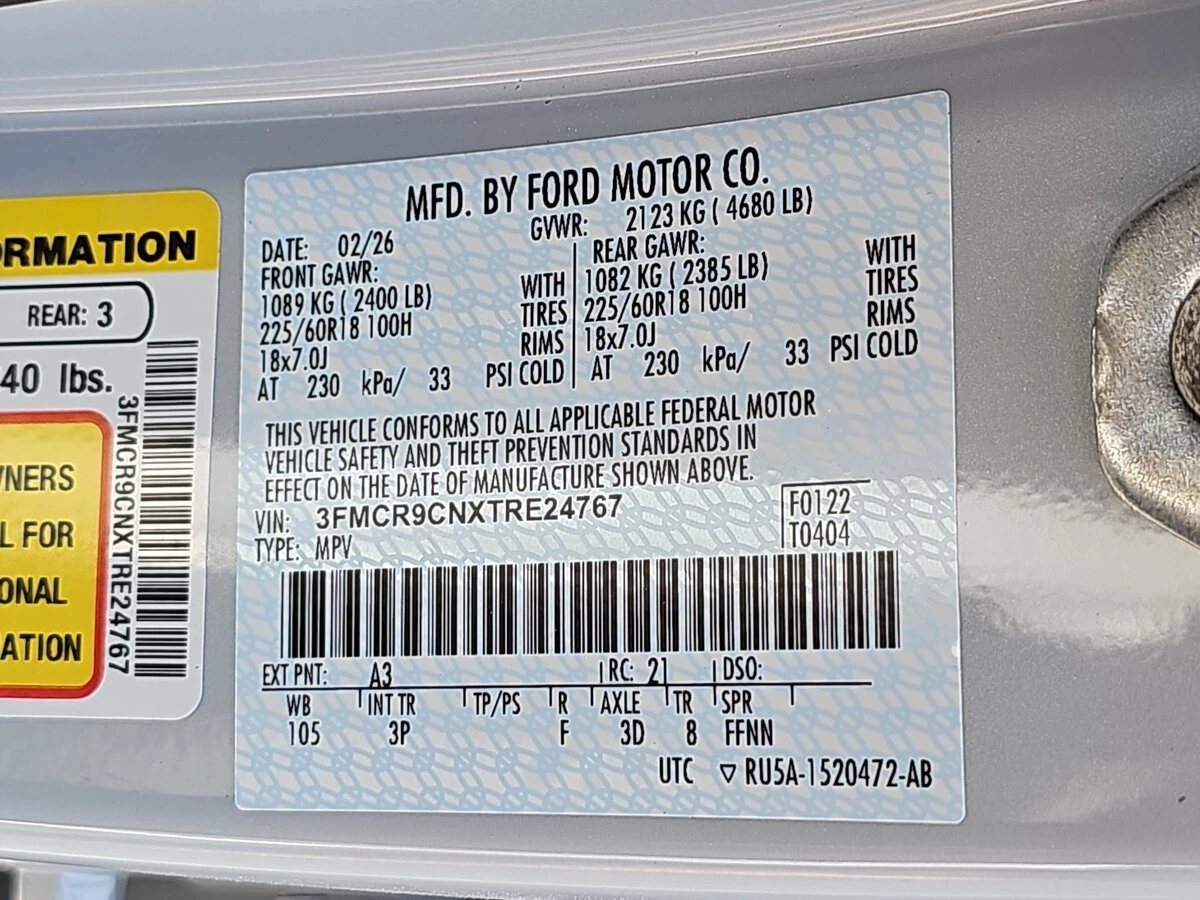 MFD. BY FORD MOTOR CO.
DATE: 02/26
GVWR: 2123 KG ( 4680 LB)
FRONT GAWR:
1089 KG ( 2400 LB) WITH
225/60R18 100H TIRES
18x7.0J RIMS
AT 230 kPa/ 33 PSI COLD
REAR GAWR: WITH
1082 KG ( 2385 LB) TIRES
225/60R18 100H RIMS
18x7.0J
AT 230 kPa/ 33 PSI COLD
THIS VEHICLE CONFORMS TO ALL APPLICABLE FEDERAL MOTOR
VEHICLE SAFETY AND THEFT PREVENTION STANDARDS IN
EFFECT ON THE DATE OF MANUFACTURE SHOWN ABOVE.
VIN: 3FMCR9CNXTRE24767
TYPE: MPV
F0122
T0404
EXT PNT: A3 RC: 21 DSO:
WB INT TR TP/PS R AXLE TR SPR
105 3P F 3D 8 FFNN
UTC ▽ RU5A-1520472-AB
RMATION
REAR: 3
40 lbs.
NERS
L FOR
ONAL
ATION
3FMCR9CNXTRE24767